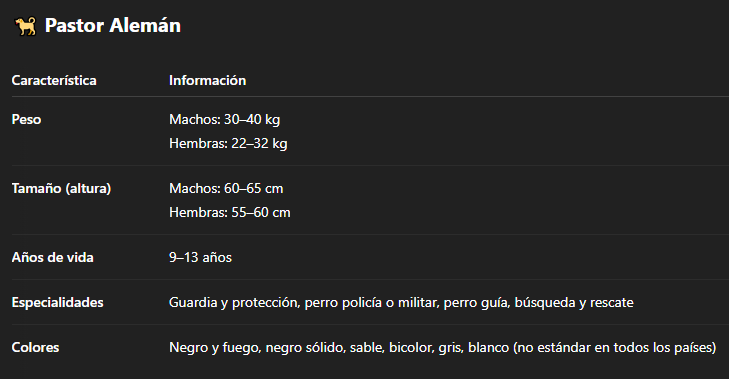 Pastor Alemán
Característica Información
Peso Machos: 30–40 kg
Hembras: 22–32 kg
Tamaño (altura) Machos: 60–65 cm
Hembras: 55–60 cm
Años de vida 9–13 años
Especialidades Guardia y protección, perro policía o militar, perro guía, búsqueda y rescate
Colores Negro y fuego, negro sólido, sable, bicolor, gris, blanco (no estándar en todos los países)